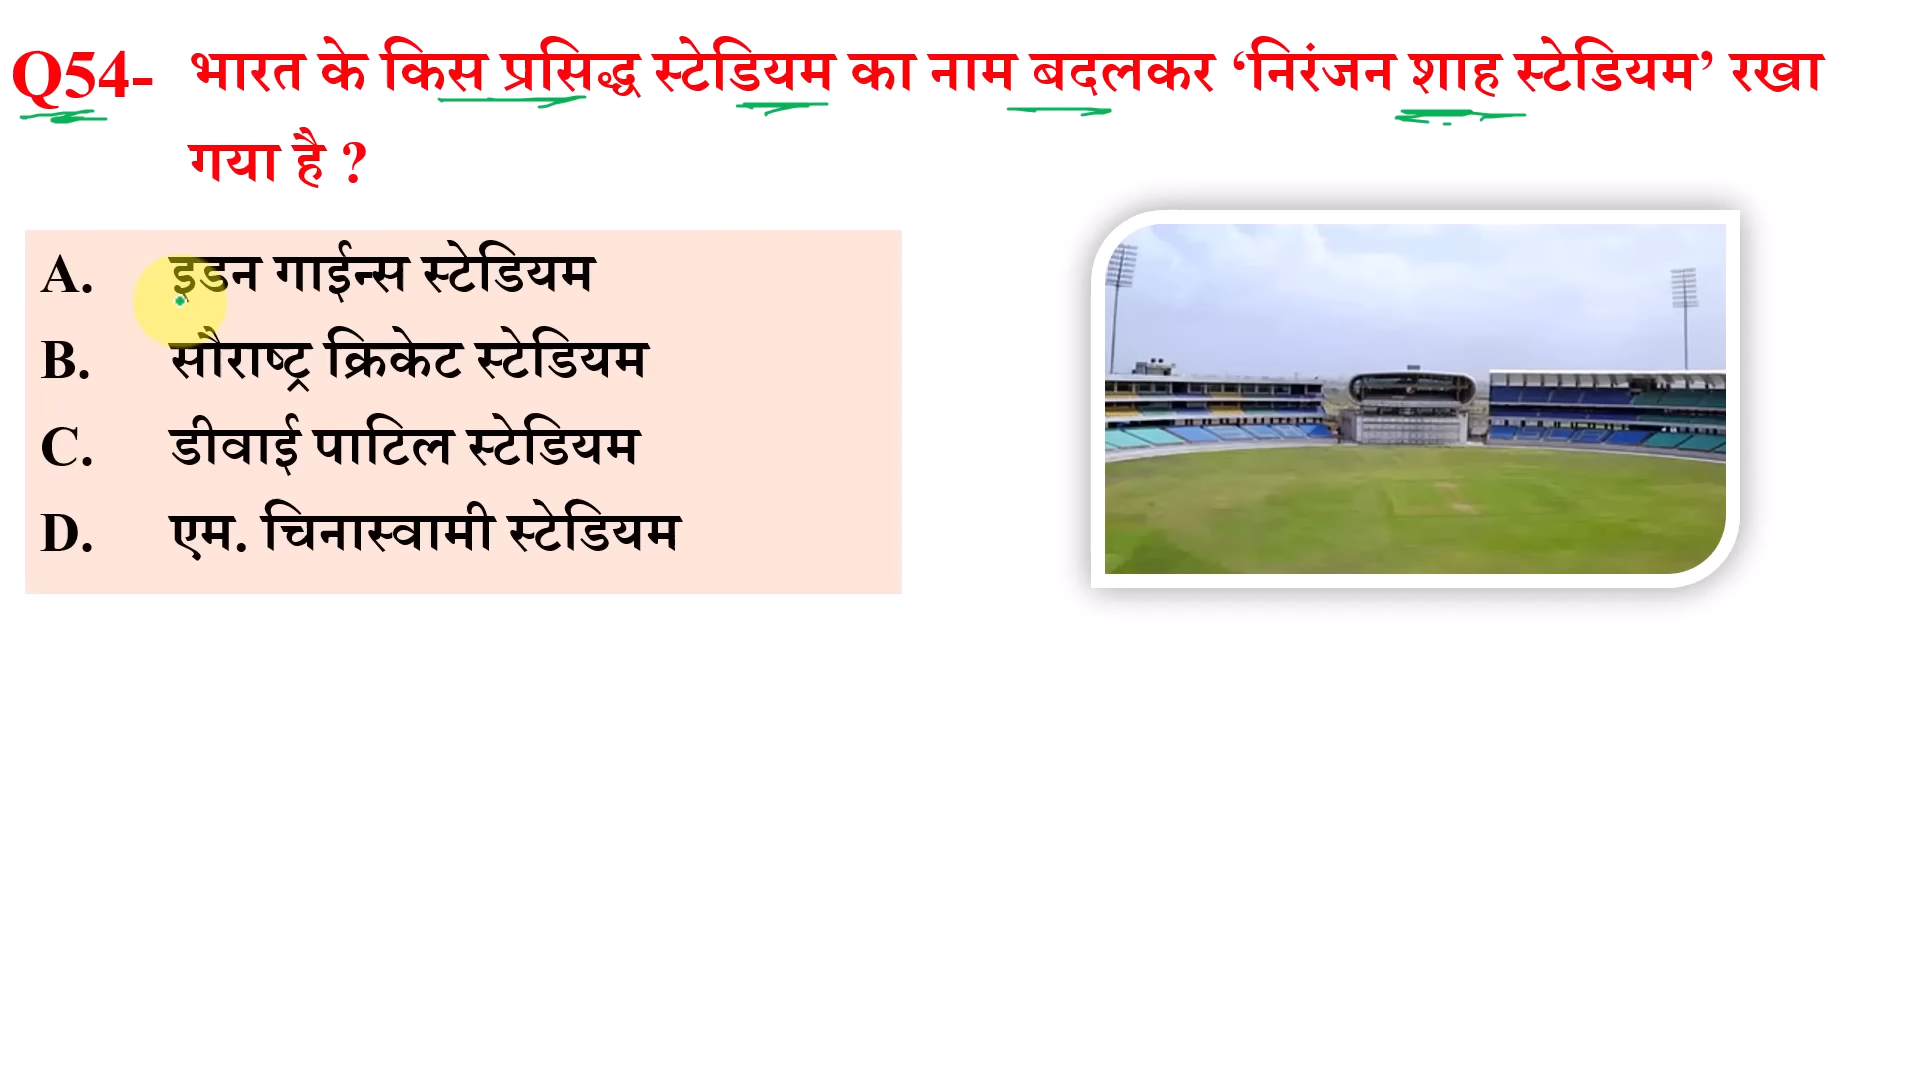 Q54- भारत के किस प्रसिद्ध स्टेडियम का नाम बदलकर ‘निरंजन शाह स्टेडियम’ रखा
गया है ?
A. इडन गाईन्स स्टेडियम
B. सौराष्ट्र क्रिकेट स्टेडियम
C. डीवाई पाटिल स्टेडियम
D. एम. चिनास्वामी स्टेडियम